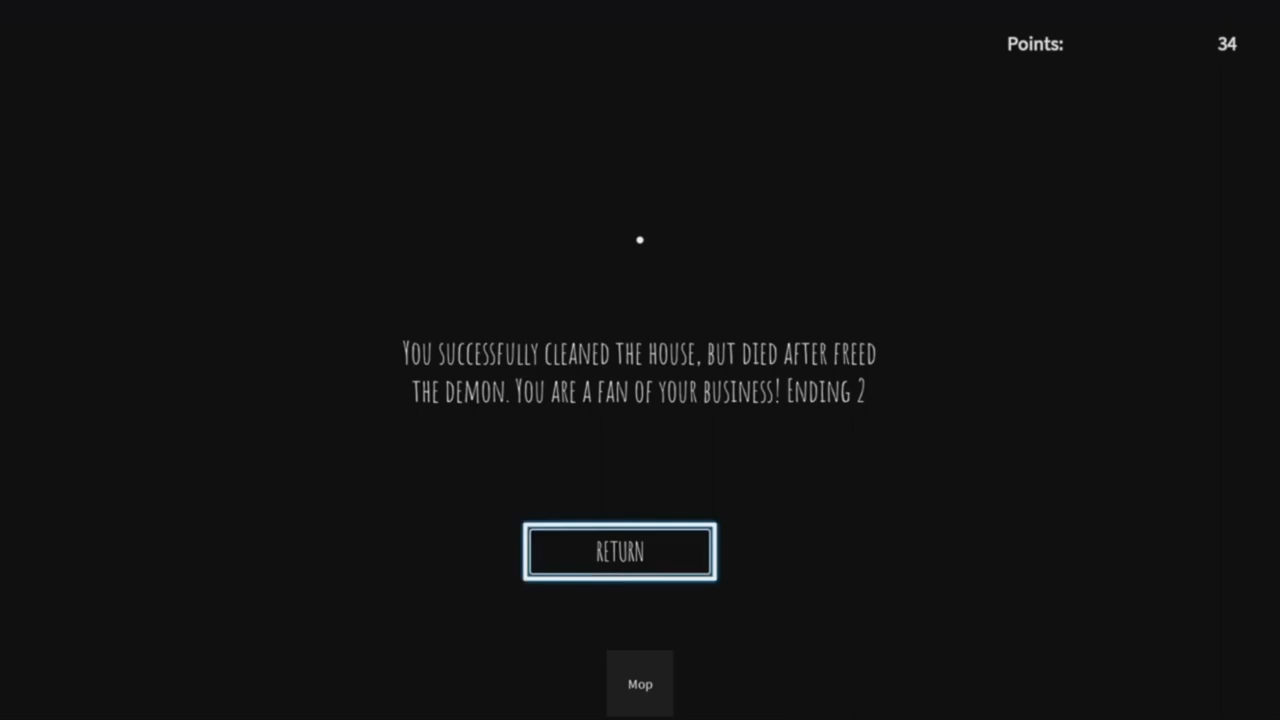 Points: 34
You successfully cleaned the house, but died after freed
the demon. You are a fan of your business! Ending 2
Return
Mop